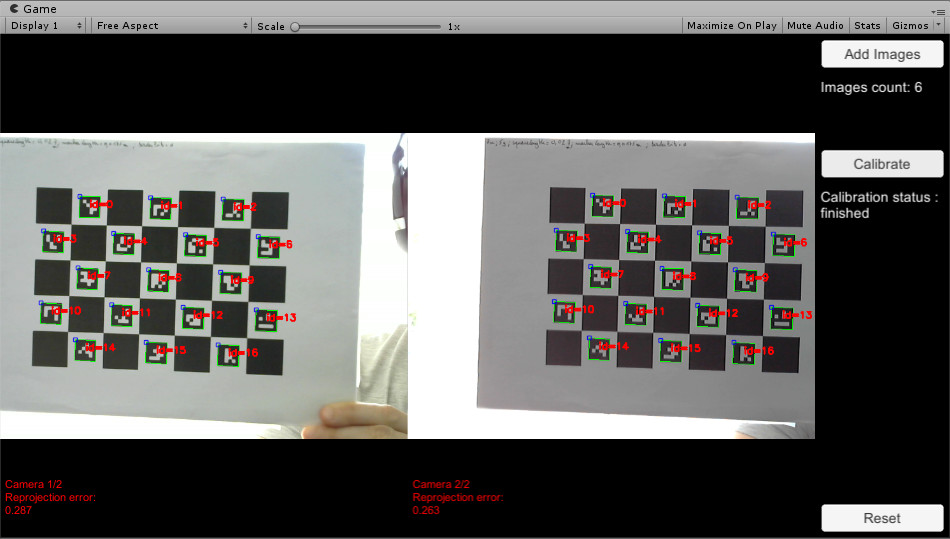 Game
Display 1
Free Aspect
Scale
1x
Maximize On Play
Mute Audio
Stats
Gizmos
Add Images
Images count: 6
Calibrate
Calibration status :
finished
id=0 id=1 id=2
id=3 id=4 id=5 id=6
id=7 id=8 id=9
id=10 id=11 id=12 id=13
id=14 id=15 id=16
id=0 id=1 id=2
id=3 id=4 id=5 id=6
id=7 id=8 id=9
id=10 id=11 id=12 id=13
id=14 id=15 id=16
Camera 1/2
Reprojection error:
0.287
Camera 2/2
Reprojection error:
0.263
Reset